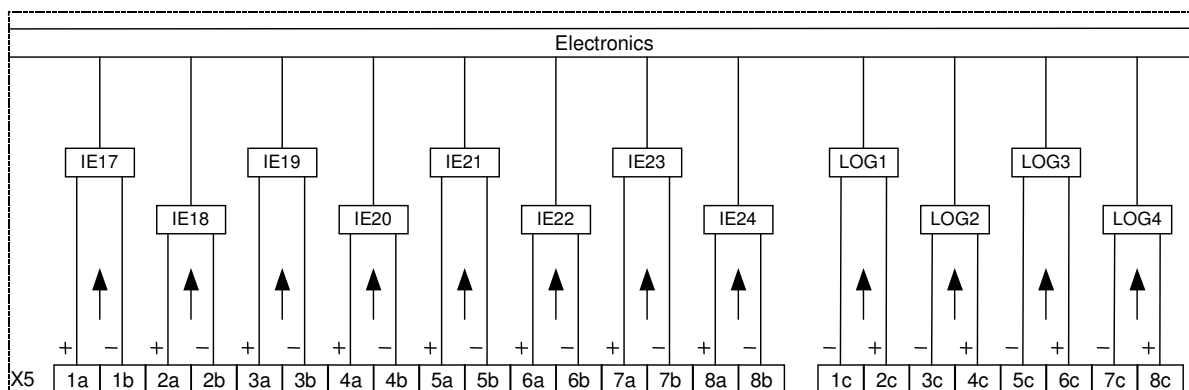 Electronics
IE17 IE19 IE21 IE23 LOG1 LOG3
IE18 IE20 IE22 IE24 LOG2 LOG4
+ − + − + − + − + − + − + − + − − + − + − + − +
X5 1a 1b 2a 2b 3a 3b 4a 4b 5a 5b 6a 6b 7a 7b 8a 8b 1c 2c 3c 4c 5c 6c 7c 8c